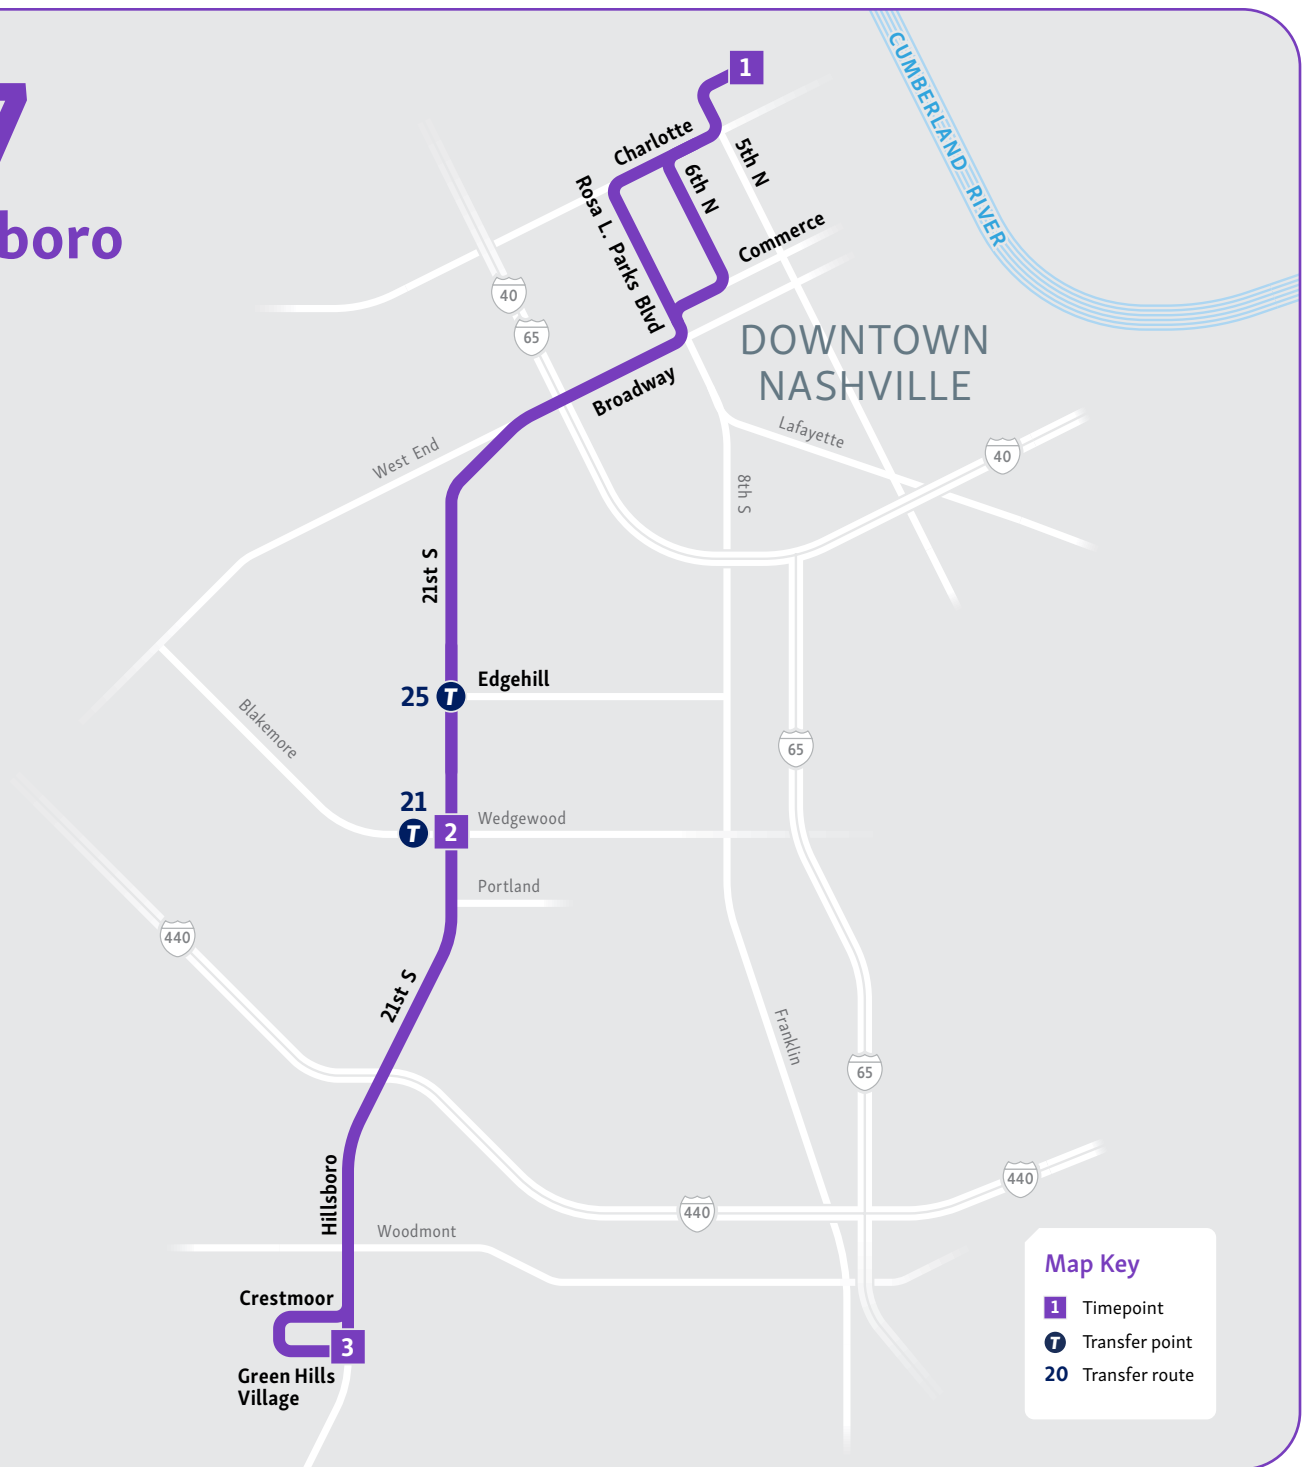 7
boro
1
CUMBERLAND RIVER
Charlotte
5th N
6th N
Rosa L. Parks Blvd
Commerce
40
65
DOWNTOWN
NASHVILLE
Broadway
Lafayette
West End
40
8th S
21st S
25 T
Edgehill
Blakemore
65
21
T 2
Wedgewood
Portland
440
21st S
Franklin
65
Hillsboro
440
440
Woodmont
Crestmoor
3
Green Hills
Village
Map Key
1 Timepoint
T Transfer point
20 Transfer route